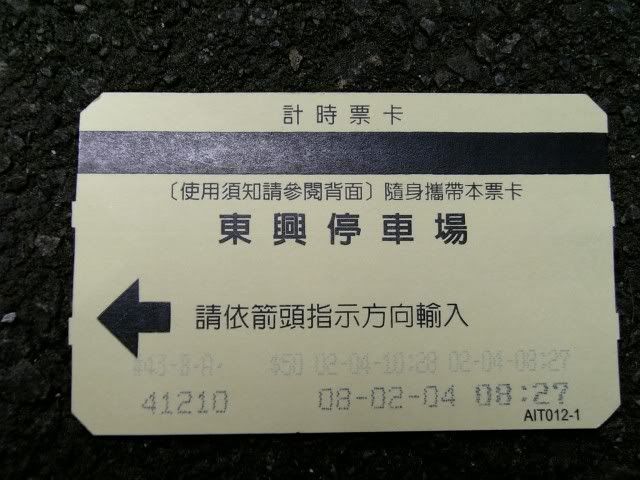 計時票卡
〔使用須知請參閱背面〕隨身攜帶本票卡
東興停車場
請依箭頭指示方向輸入
$50 02-04-10:28 02-04-08:27
41210 08-02-04 08:27
AIT012-1